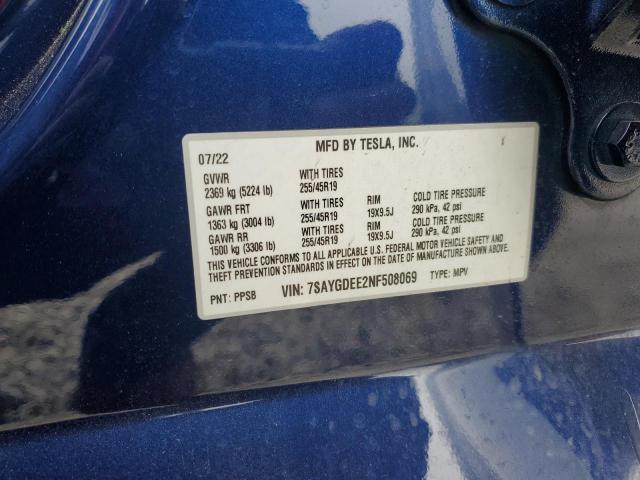 MFD BY TESLA, INC.
07/22
GVWR WITH TIRES
2369 kg (5224 lb) 255/45R19
GAWR FRT WITH TIRES RIM COLD TIRE PRESSURE
1363 kg (3004 lb) 255/45R19 19X9.5J 290 kPa, 42 psi
GAWR RR WITH TIRES RIM COLD TIRE PRESSURE
1500 kg (3306 lb) 255/45R19 19X9.5J 290 kPa, 42 psi
THIS VEHICLE CONFORMS TO ALL APPLICABLE U.S. FEDERAL MOTOR VEHICLE SAFETY AND
THEFT PREVENTION STANDARDS IN EFFECT ON THE DATE OF MANUFACTURE SHOWN ABOVE.
PNT: PPSB VIN: 7SAYGDEE2NF508069 TYPE: MPV